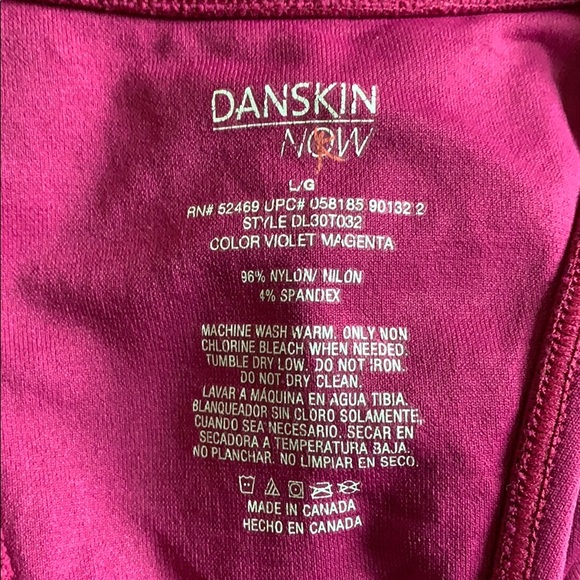 DANSKIN
NOW
L/G
RN# 52469 UPC# 058185 90132 2
STYLE DL30T032
COLOR VIOLET MAGENTA
96% NYLON/ NILON
4% SPANDEX
MACHINE WASH WARM. ONLY NON
CHLORINE BLEACH WHEN NEEDED.
TUMBLE DRY LOW. DO NOT IRON.
DO NOT DRY CLEAN.
LAVAR A MÁQUINA EN AGUA TIBIA.
BLANQUEADOR SIN CLORO SOLAMENTE,
CUANDO SEA NECESARIO. SECAR EN
SECADORA A TEMPERATURA BAJA.
NO PLANCHAR. NO LIMPIAR EN SECO.
MADE IN CANADA
HECHO EN CANADA